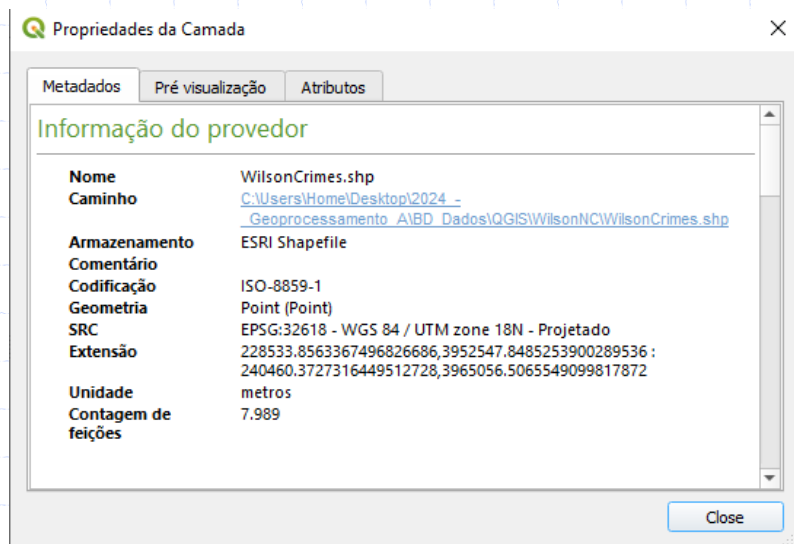 Propriedades da Camada
Metadados Pré visualização Atributos
Informação do provedor
Nome WilsonCrimes.shp
Caminho C:\Users\Home\Desktop\2024_-
_Geoprocessamento_A\BD_Dados\QGIS\WilsonNC\WilsonCrimes.shp
Armazenamento ESRI Shapefile
Comentário
Codificação ISO-8859-1
Geometria Point (Point)
SRC EPSG:32618 - WGS 84 / UTM zone 18N - Projetado
Extensão 228533.8563367496826686,3952547.8485253900289536 :
240460.3727316449512728,3965056.5065549099817872
Unidade metros
Contagem de 7.989
feições
Close